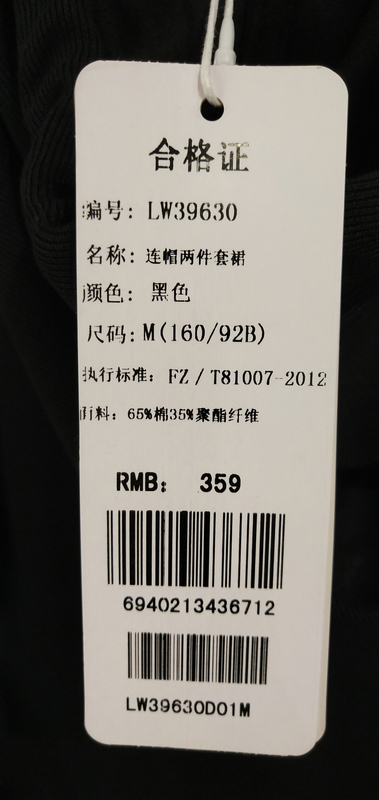 合格证
编号: LW39630
名称: 连帽两件套裙
颜色: 黑色
尺码: M(160/92B)
执行标准: FZ/T81007-2012
面料: 65%棉35%聚酯纤维
RMB: 359
6940213436712
LW39630D01M